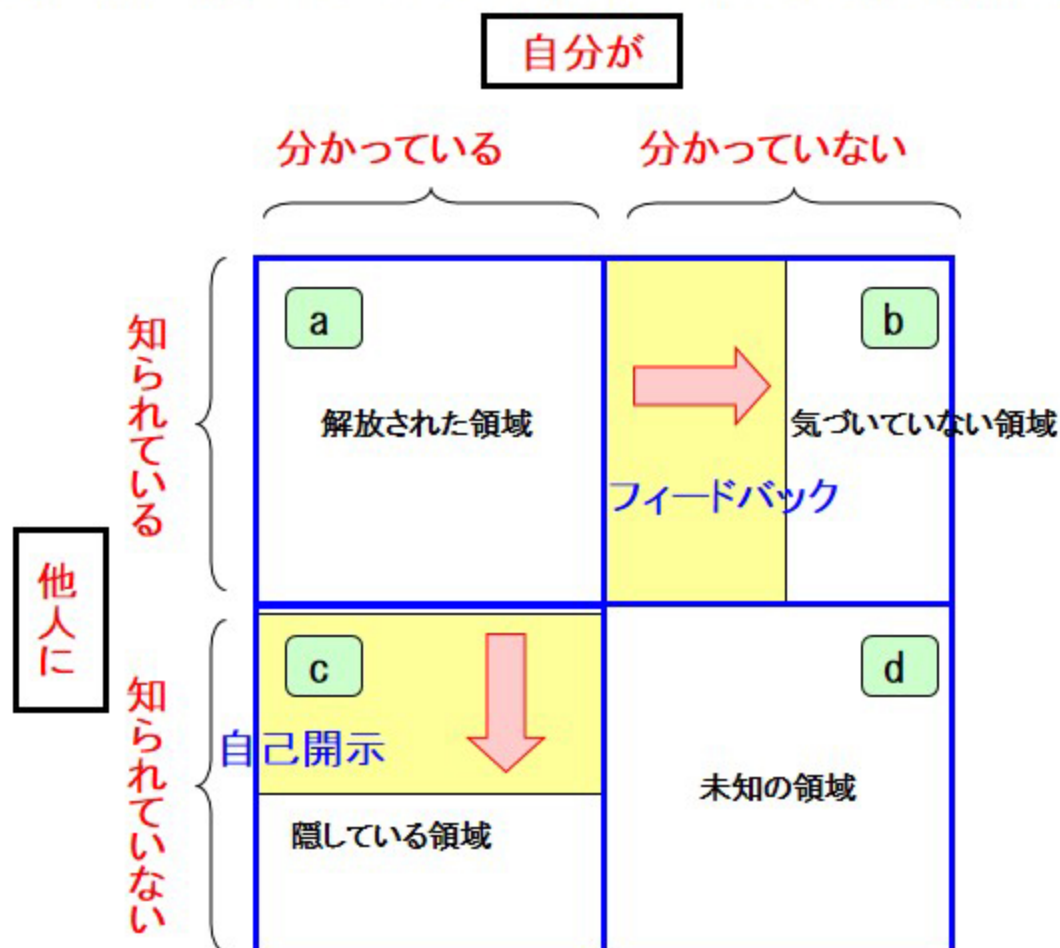 自分が
分かっている
分かっていない
他人に
知られている
知られていない
a
解放された領域
b
気づいていない領域
フィードバック
c
自己開示
隠している領域
d
未知の領域